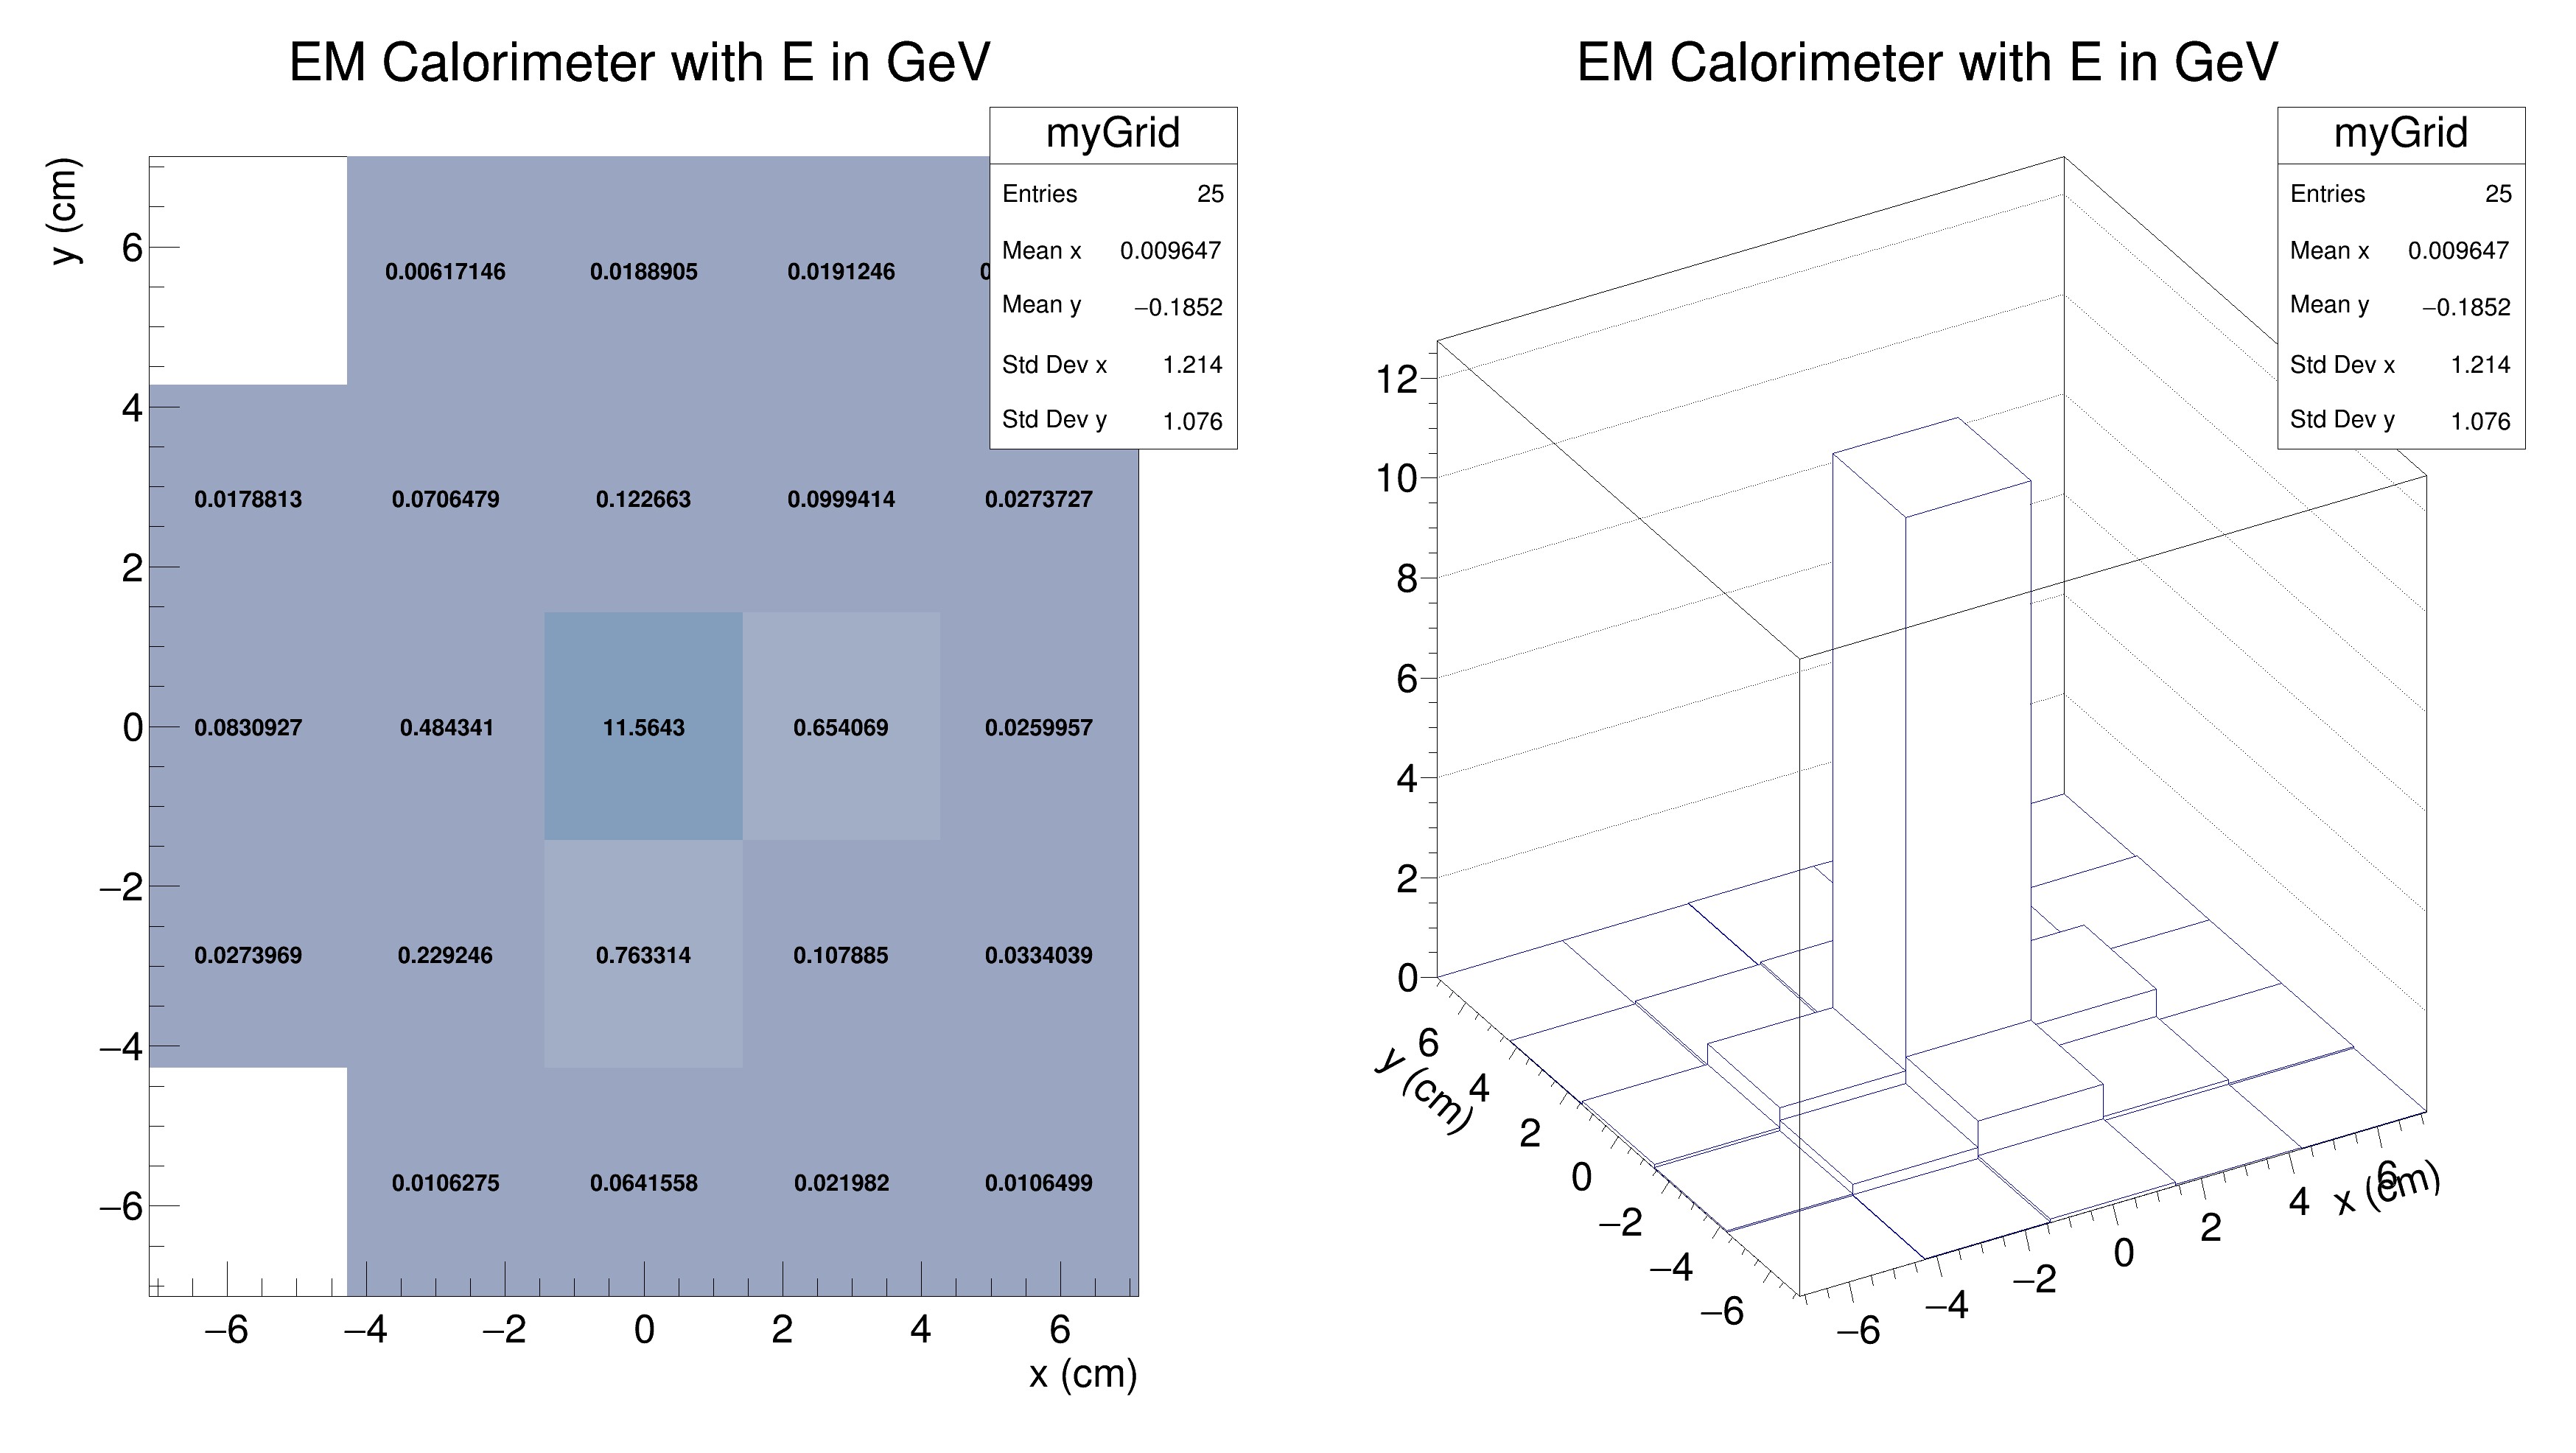 EM Calorimeter with E in GeV
myGrid
Entries 25
Mean x 0.009647
Mean y −0.1852
Std Dev x 1.214
Std Dev y 1.076
y (cm)
6
4
2
0
−2
−4
−6
0.00617146 0.0188905 0.0191246 0
0.0178813 0.0706479 0.122663 0.0999414 0.0273727
0.0830927 0.484341 11.5643 0.654069 0.0259957
0.0273969 0.229246 0.763314 0.107885 0.0334039
0.0106275 0.0641558 0.021982 0.0106499
−6 −4 −2 0 2 4 6
x (cm)
EM Calorimeter with E in GeV
myGrid
Entries 25
Mean x 0.009647
Mean y −0.1852
Std Dev x 1.214
Std Dev y 1.076
12
10
8
6
4
2
0
y (cm)
6
4
2
0
−2
−4
−6
−6 −4 −2 0 2 4 6
x (cm)